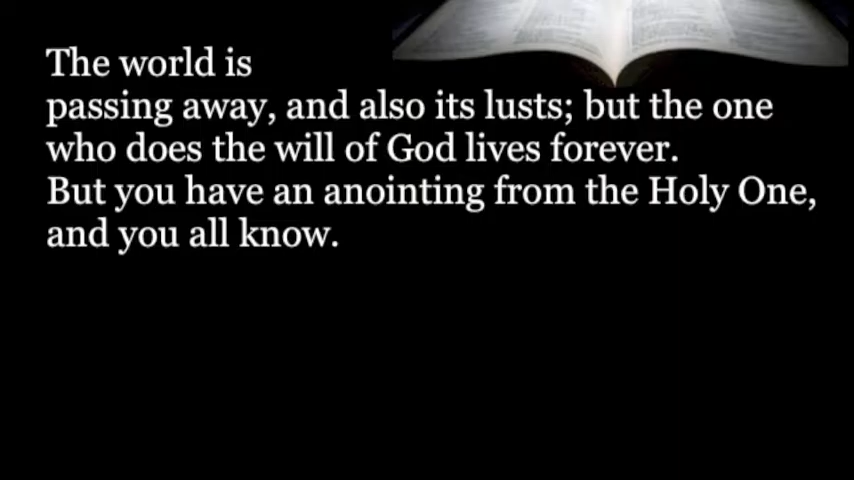 The world is
passing away, and also its lusts; but the one
who does the will of God lives forever.
But you have an anointing from the Holy One,
and you all know.